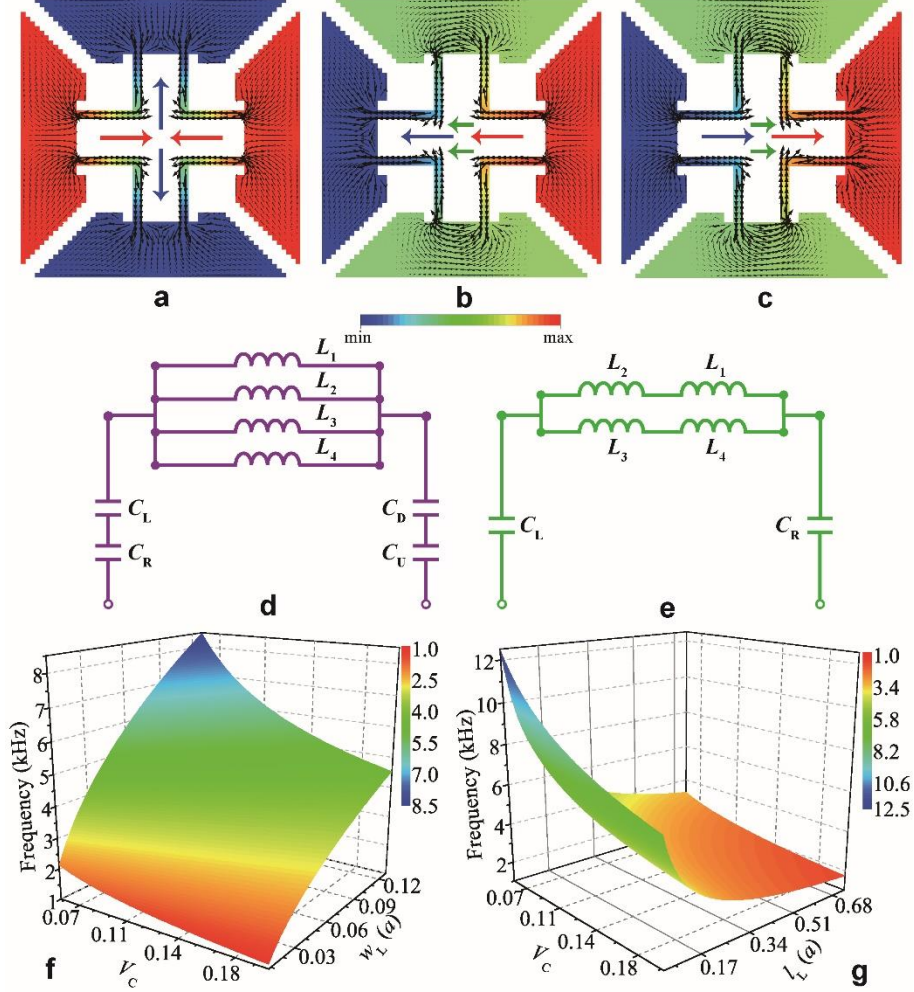 a b c
min max
L1
L2
L3
L4
CL
CR
CD
CU
d
L2 L1
L3 L4
CL CR
e
Frequency (kHz)
8
7
6
5
4
3
2
1
0.07 0.11 0.14 0.18
VC
0.03 0.06 0.09 0.12
wL (a)
1.0
2.5
4.0
5.5
7.0
8.5
f
Frequency (kHz)
12
10
8
6
4
2
0.07 0.11 0.14 0.18
VC
0.17 0.34 0.51 0.68
lL (a)
1.0
3.4
5.8
8.2
10.6
12.5
g